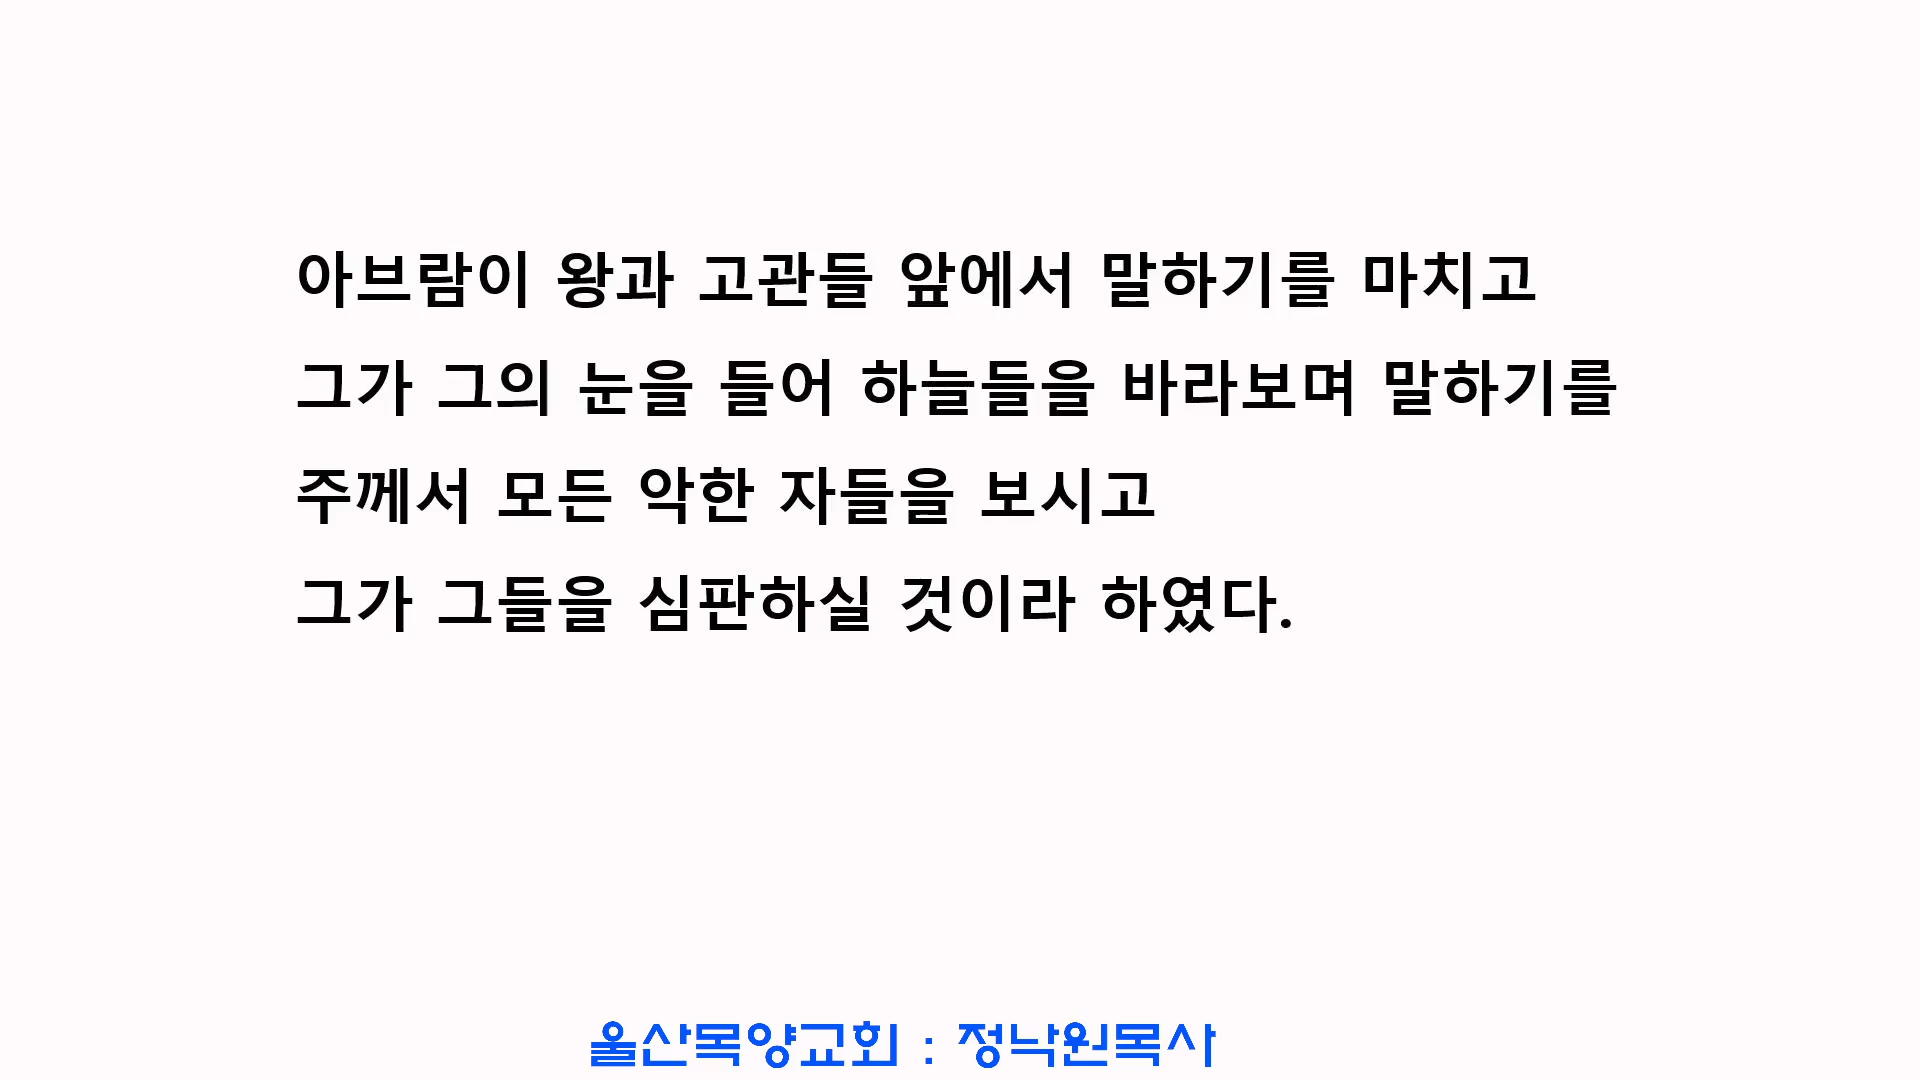 아브람이 왕과 고관들 앞에서 말하기를 마치고
그가 그의 눈을 들어 하늘들을 바라보며 말하기를
주께서 모든 악한 자들을 보시고
그가 그들을 심판하실 것이라 하였다.
울산목양교회 : 정낙원목사